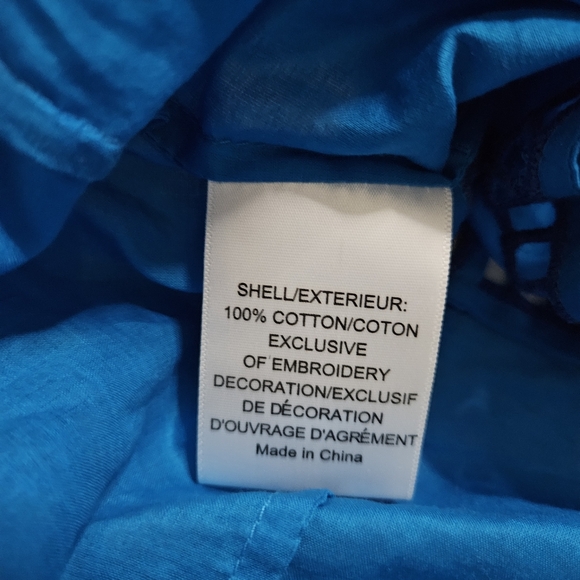 SHELL/EXTERIEUR:
100% COTTON/COTON
EXCLUSIVE
OF EMBROIDERY
DECORATION/EXCLUSIF
DE DÉCORATION
D'OUVRAGE D'AGRÉMENT
Made in China